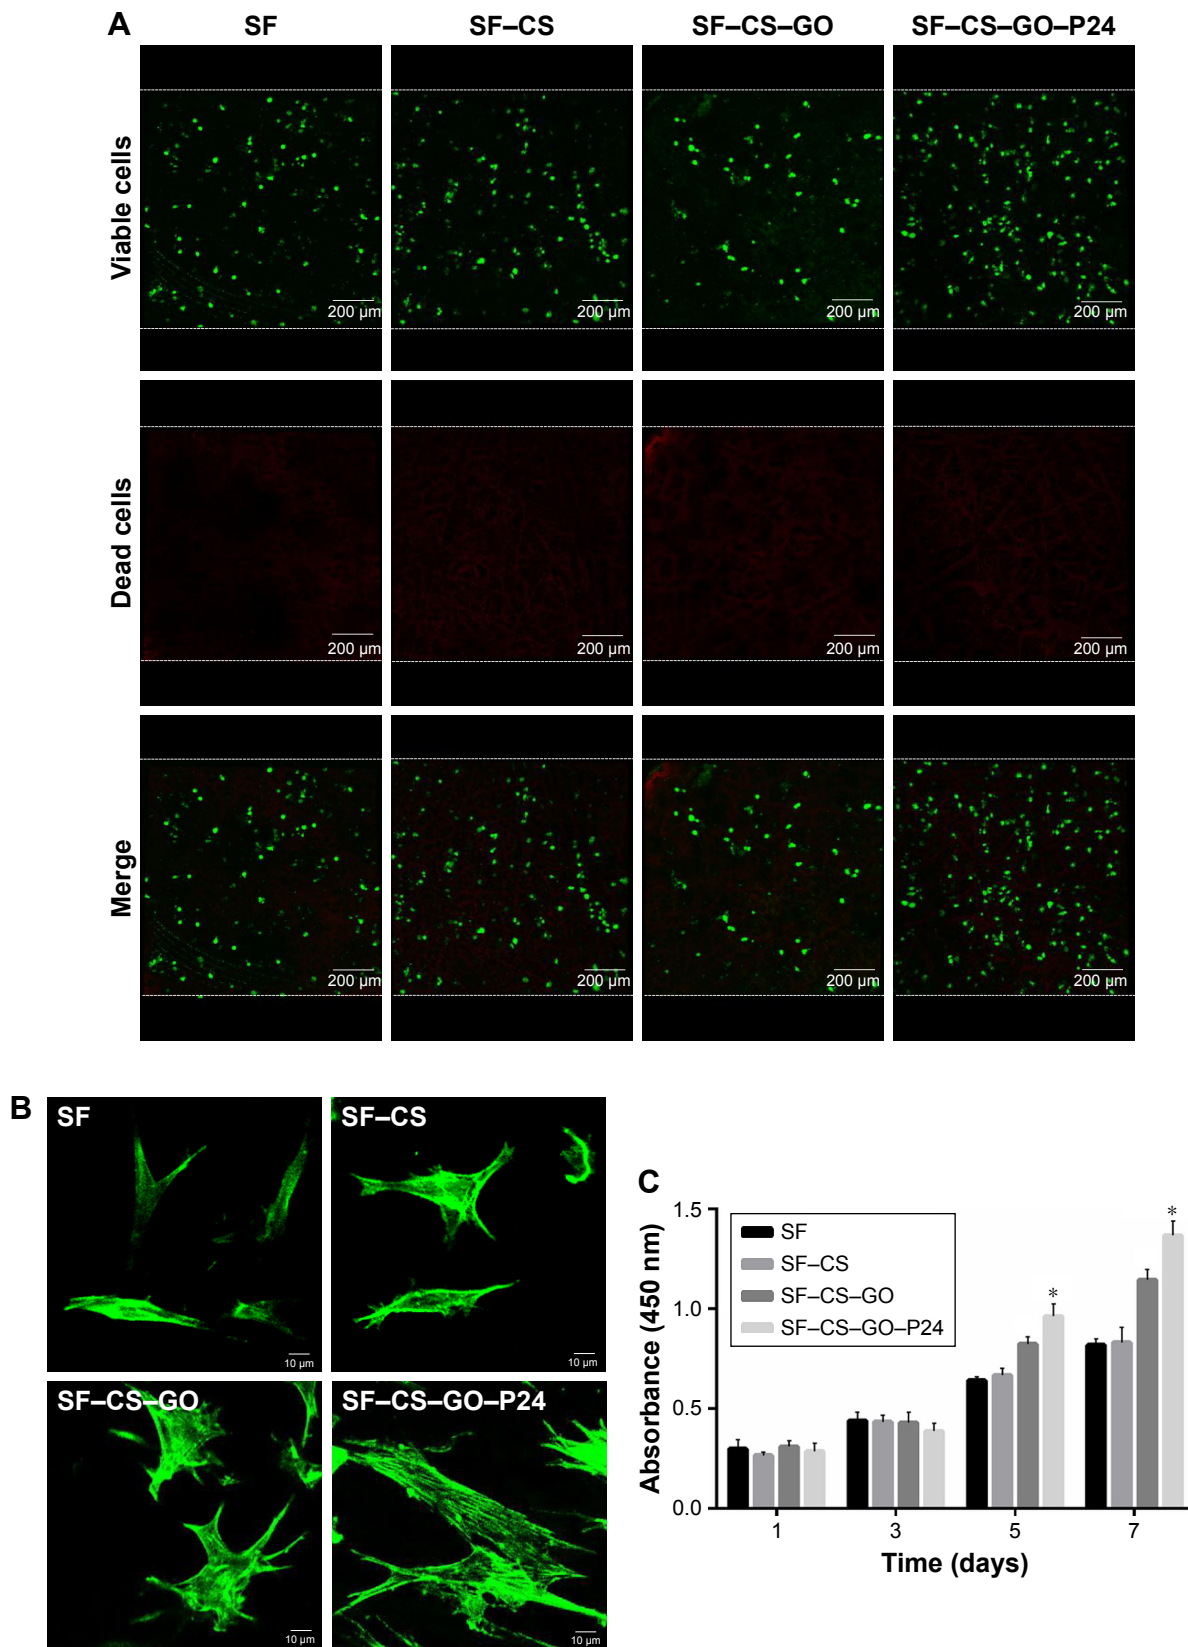 A
SF
SF–CS
SF–CS–GO
SF–CS–GO–P24
Viable cells
200 µm
200 µm
200 µm
200 µm
Dead cells
200 µm
200 µm
200 µm
200 µm
Merge
200 µm
200 µm
200 µm
200 µm
B
SF
10 µm
SF–CS
10 µm
SF–CS–GO
10 µm
SF–CS–GO–P24
10 µm
C
Absorbance (450 nm)
1.5
1.0
0.5
0.0
SF
SF–CS
SF–CS–GO
SF–CS–GO–P24
*
*
1
3
5
7
Time (days)